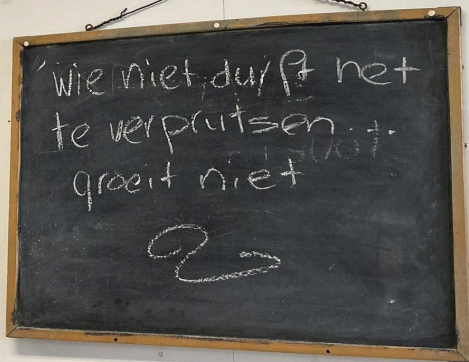 'wie niet durft het
te verprutsen
groeit niet